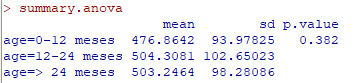 > summary.anova
mean sd p.value
age=0-12 meses 476.8642 93.97825 0.382
age=12-24 meses 504.3081 102.65023
age=> 24 meses 503.2464 98.28086